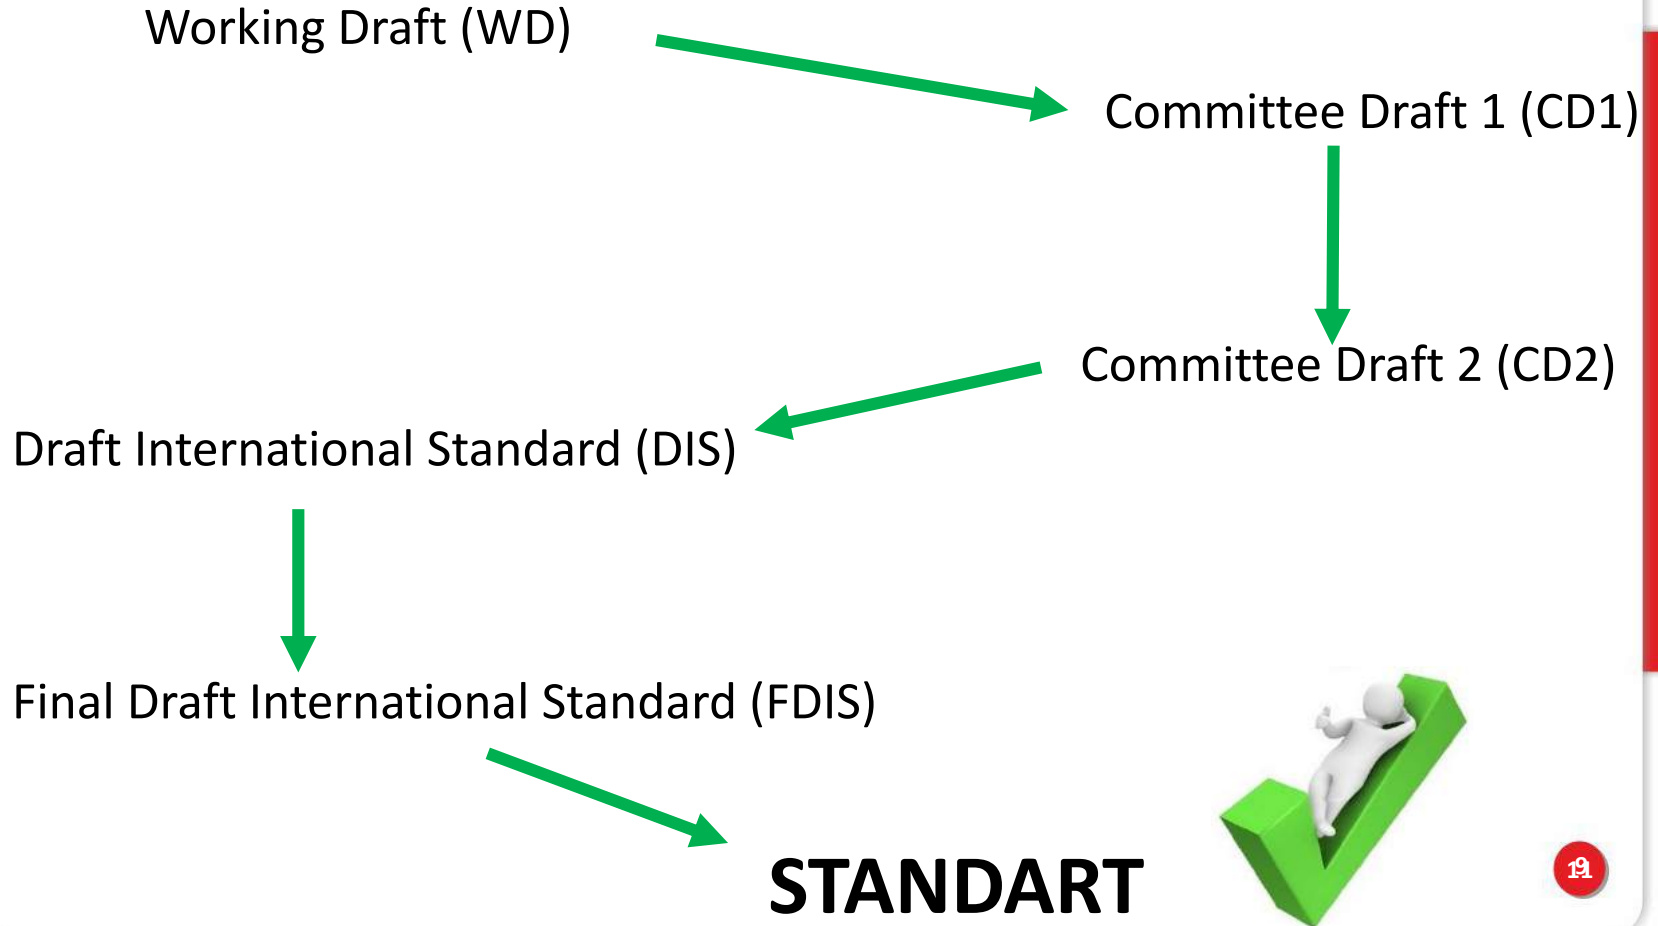 Working Draft (WD)
Committee Draft 1 (CD1)
Committee Draft 2 (CD2)
Draft International Standard (DIS)
Final Draft International Standard (FDIS)
STANDART